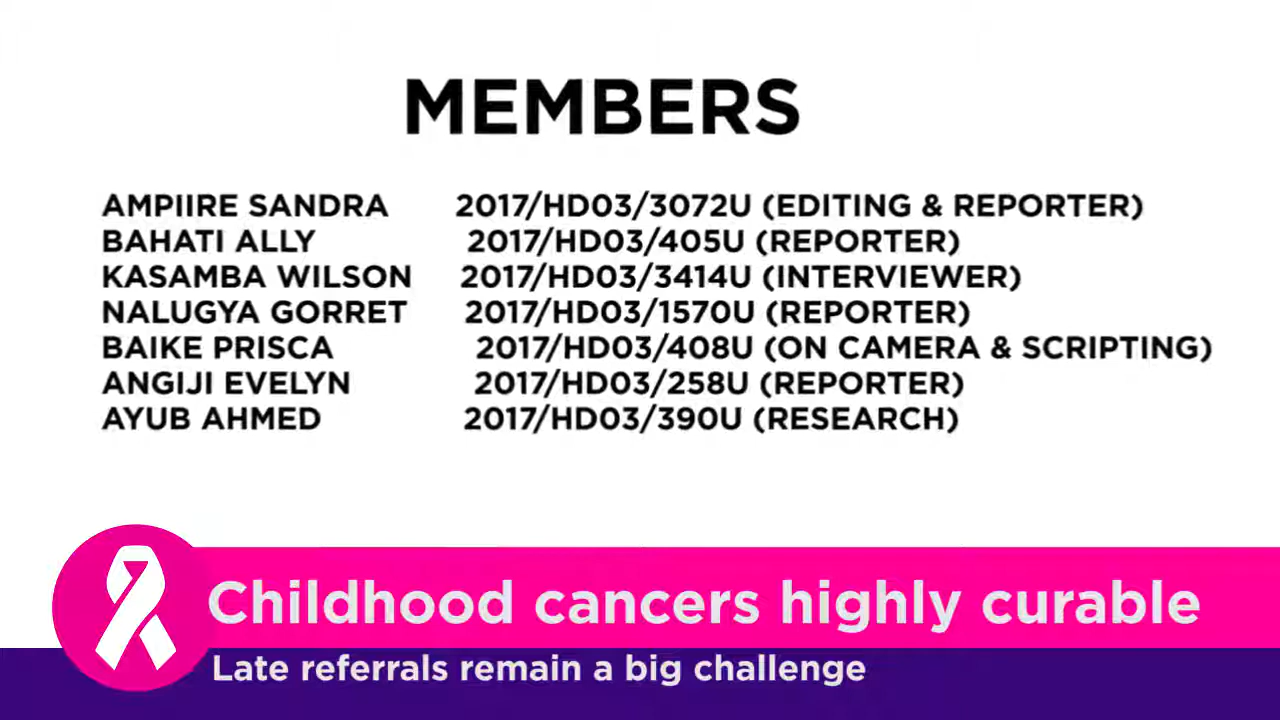 MEMBERS
AMPIIRE SANDRA 2017/HD03/3072U (EDITING & REPORTER)
BAHATI ALLY 2017/HD03/405U (REPORTER)
KASAMBA WILSON 2017/HD03/3414U (INTERVIEWER)
NALUGYA GORRET 2017/HD03/1570U (REPORTER)
BAIKE PRISCA 2017/HD03/408U (ON CAMERA & SCRIPTING)
ANGIJI EVELYN 2017/HD03/258U (REPORTER)
AYUB AHMED 2017/HD03/390U (RESEARCH)
Childhood cancers highly curable
Late referrals remain a big challenge